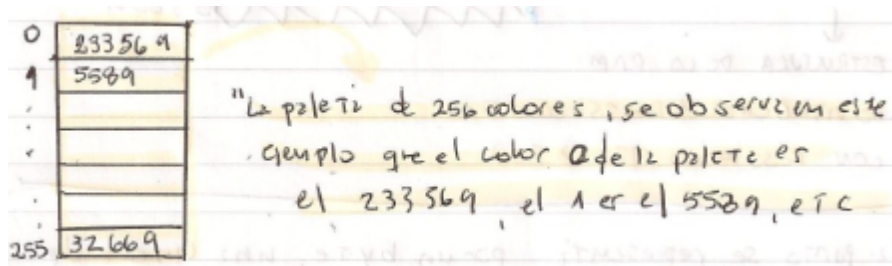 0 233569
1 5589
"La paleta de 256 colores, se observa en este
ejemplo que el color 0 de la paleta es
el 233569, el 1 es el 5589, etc
255 32669